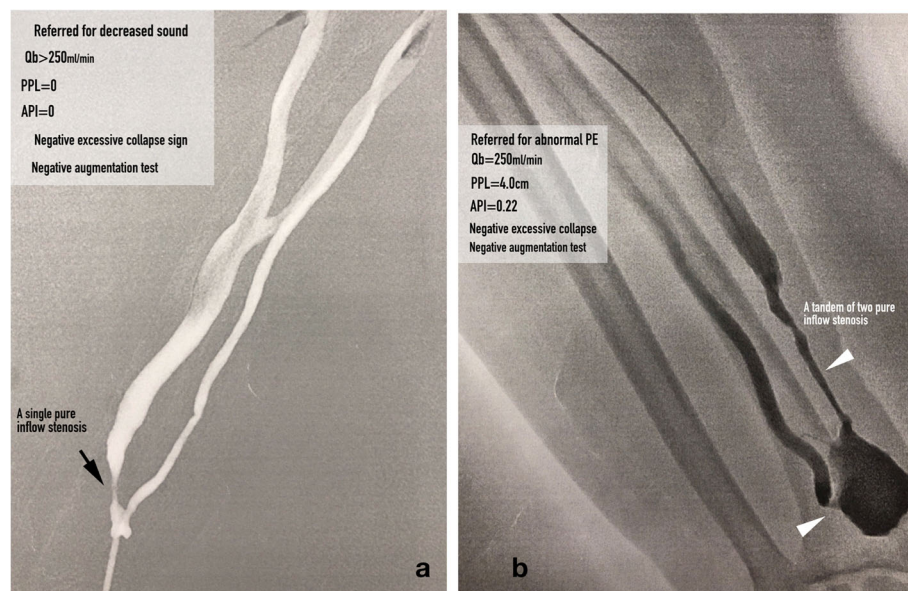 Referred for decreased sound
Qb>250ml/min
PPL=0
API=0
Negative excessive collapse sign
Negative augmentation test
A single pure
inflow stenosis
a
Referred for abnormal PE
Qb=250ml/min
PPL=4.0cm
API=0.22
Negative excessive collapse
Negative augmentation test
A tandem of two pure
inflow stenosis
b